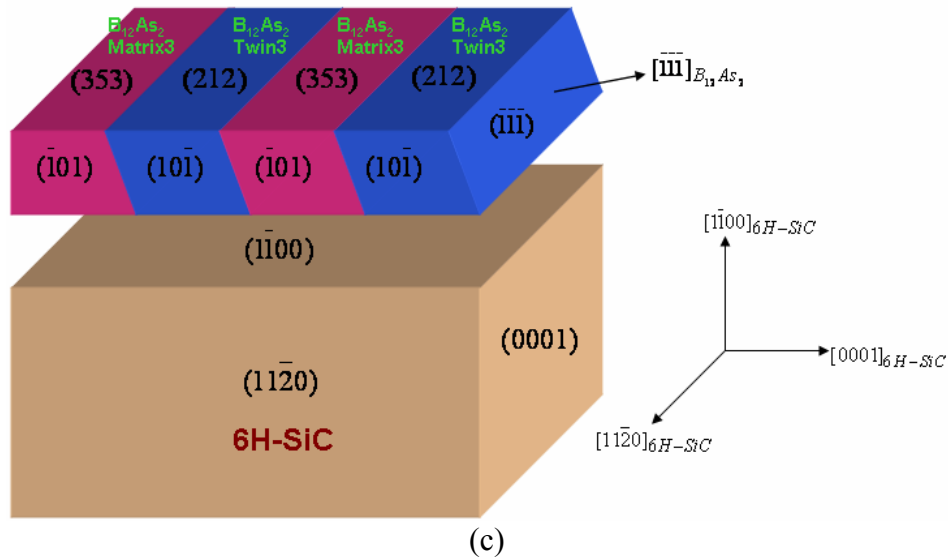 B₁₂As₂ B₁₂As₂ B₁₂As₂ B₁₂As₂
Matrix3 Twin3 Matrix3 Twin3
(353) (212) (353) (212)
[1̅1̅1̅]B₁₂As₂
(1̅1̅1̅)
(1̅01) (101̅) (1̅01) (101̅)
[11̅00]6H−SiC
(11̅00)
(0001)
[0001]6H−SiC
(112̅0)
6H-SiC
[112̅0]6H−SiC
(c)